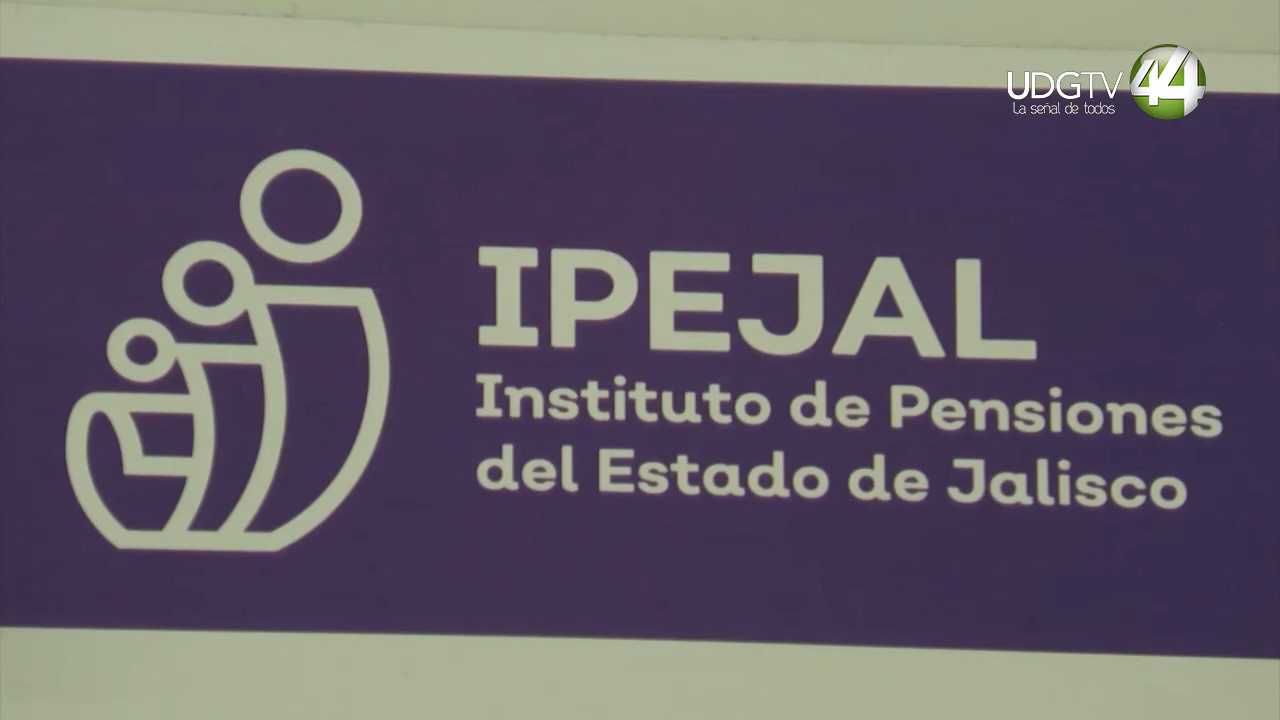 UDGTV 44
La señal de todos
IPEJAL
Instituto de Pensiones
del Estado de Jalisco